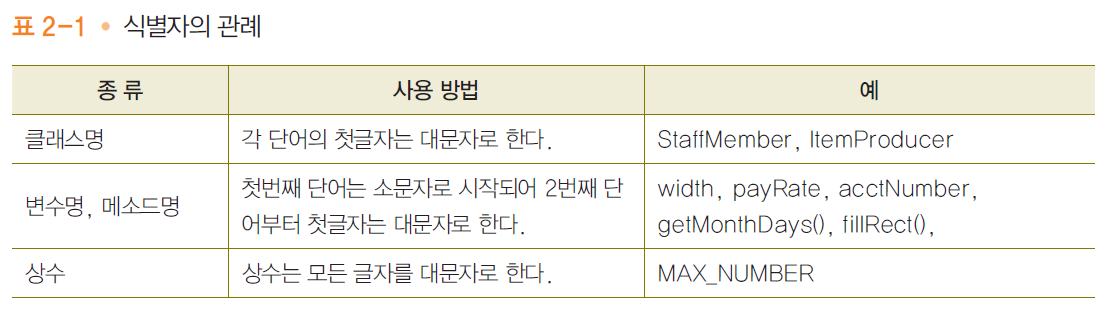 표 2-1 • 식별자의 관례
종 류 사용 방법 예
클래스명 각 단어의 첫글자는 대문자로 한다. StaffMember, ItemProducer
변수명, 메소드명 첫번째 단어는 소문자로 시작되어 2번째 단 width, payRate, acctNumber,
어부터 첫글자는 대문자로 한다. getMonthDays(), fillRect(),
상수 상수는 모든 글자를 대문자로 한다. MAX_NUMBER